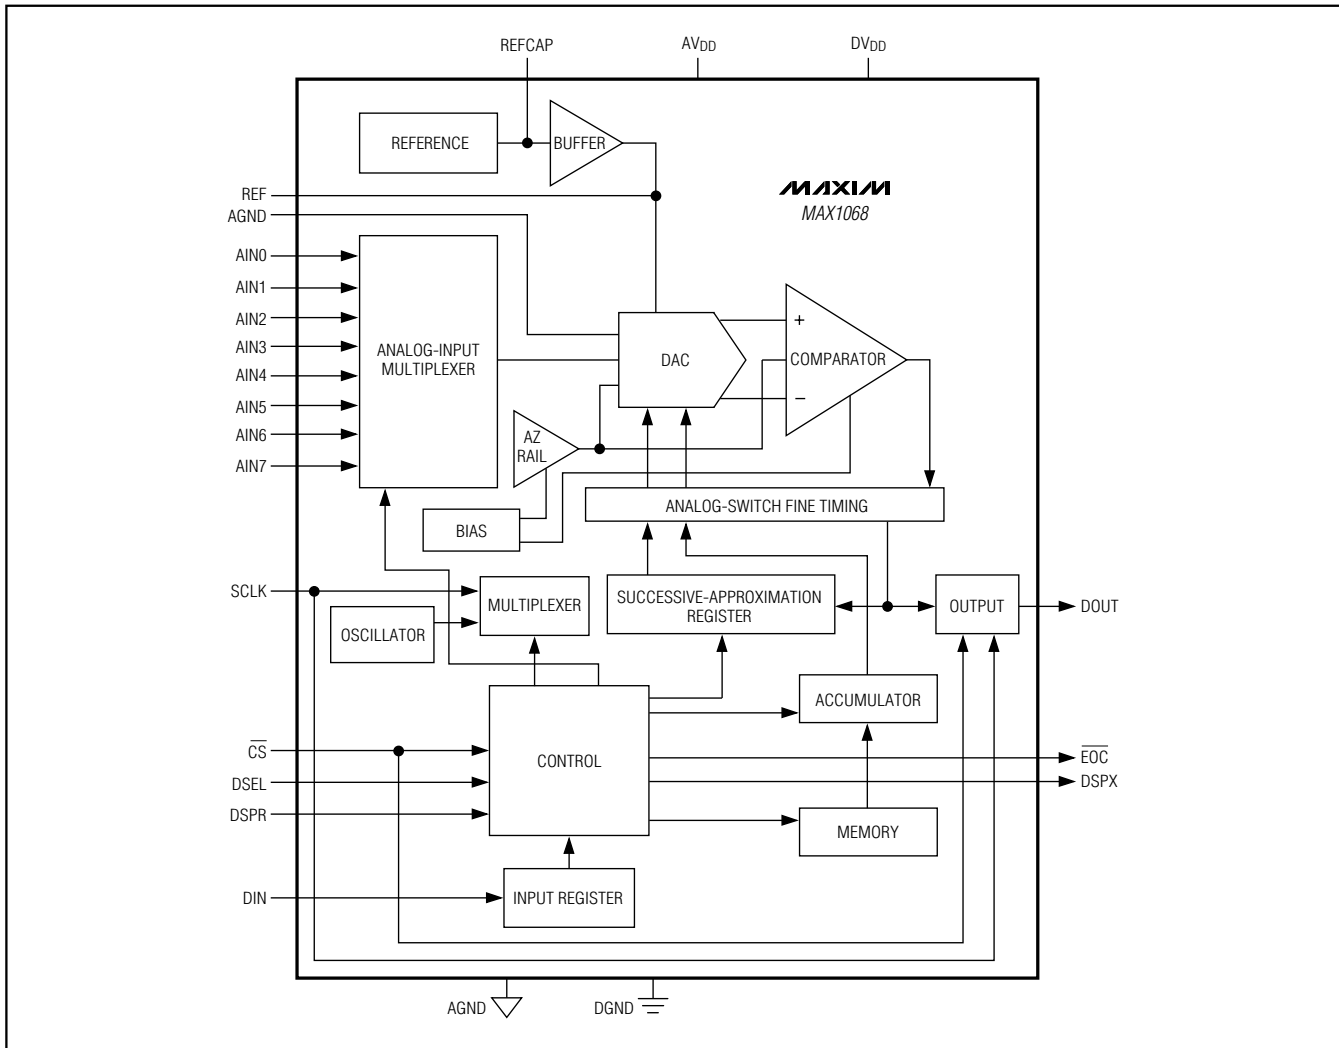 REFCAP
AVDD
DVDD
REFERENCE
BUFFER
REF
AGND
MAXIM
MAX1068
AIN0
AIN1
AIN2
AIN3
AIN4
AIN5
AIN6
AIN7
ANALOG-INPUT
MULTIPLEXER
DAC
+
COMPARATOR
−
AZ
RAIL
BIAS
ANALOG-SWITCH FINE TIMING
SCLK
MULTIPLEXER
OSCILLATOR
SUCCESSIVE-APPROXIMATION
REGISTER
OUTPUT
DOUT
ACCUMULATOR
CS
DSEL
DSPR
CONTROL
EOC
DSPX
MEMORY
DIN
INPUT REGISTER
AGND
DGND